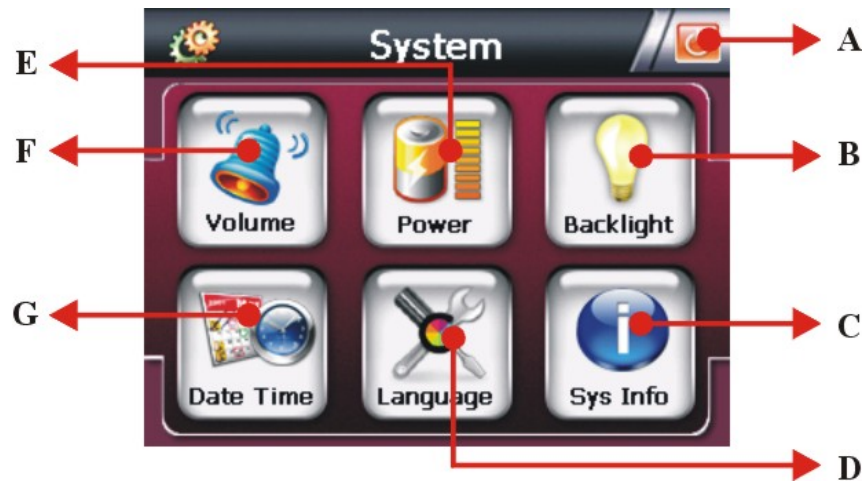 System
A
E
F
B
Volume
Power
Backlight
G
C
Date Time
Language
Sys Info
D